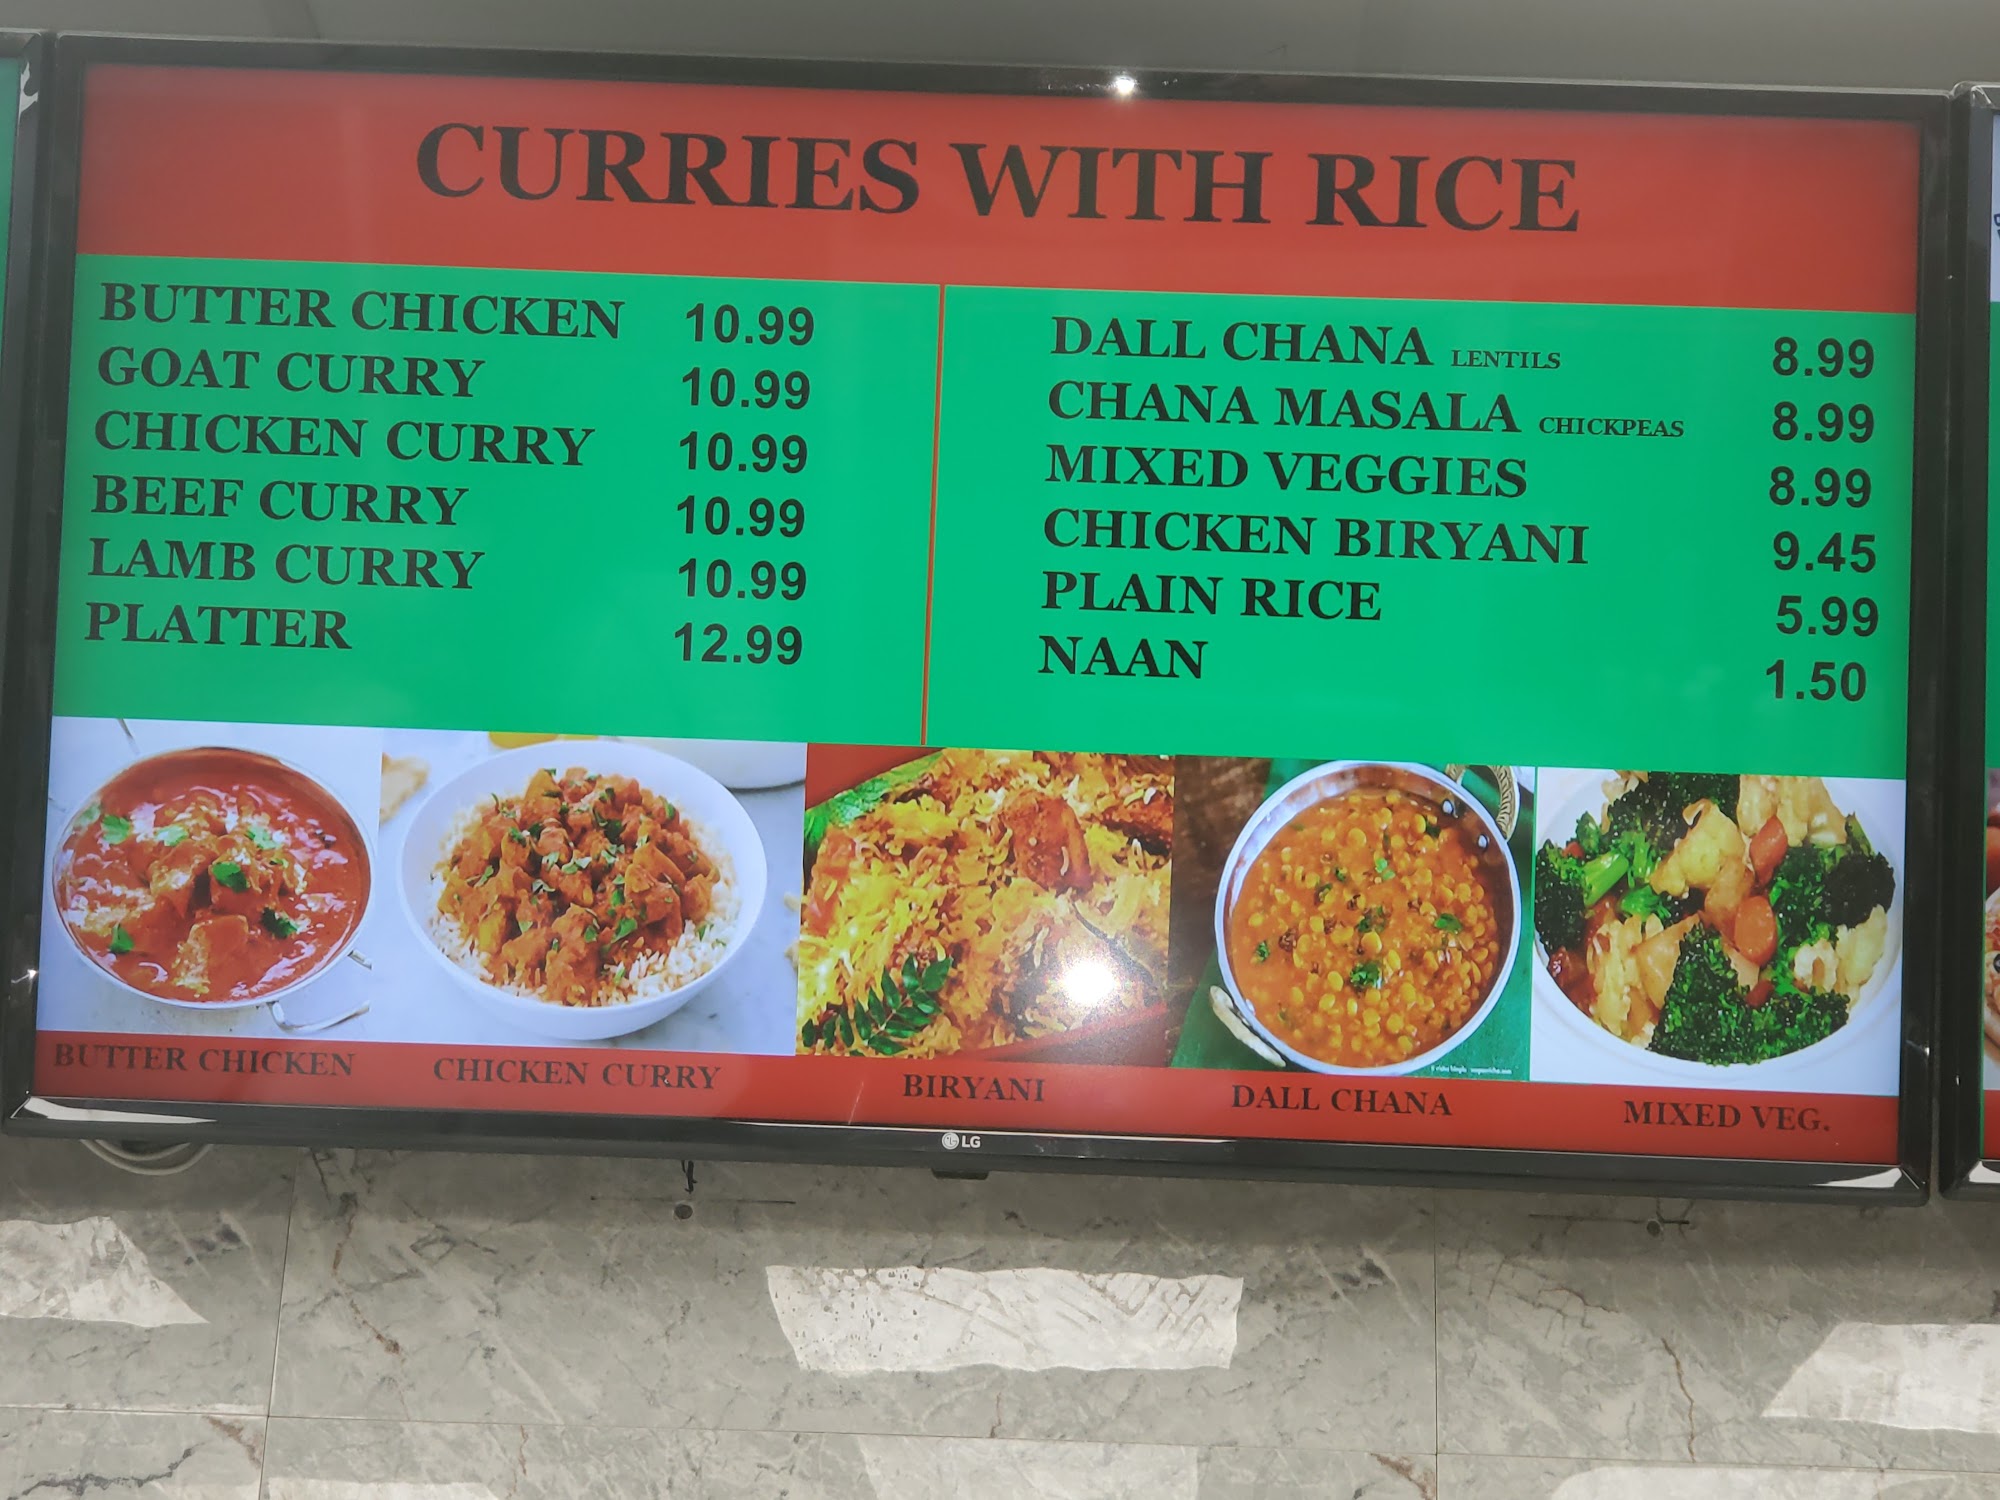 CURRIES WITH RICE
BUTTER CHICKEN 10.99
GOAT CURRY 10.99
CHICKEN CURRY 10.99
BEEF CURRY 10.99
LAMB CURRY 10.99
PLATTER 12.99
DALL CHANA LENTILS 8.99
CHANA MASALA CHICKPEAS 8.99
MIXED VEGGIES 8.99
CHICKEN BIRYANI 9.45
PLAIN RICE 5.99
NAAN 1.50
BUTTER CHICKEN
CHICKEN CURRY
BIRYANI
DALL CHANA
MIXED VEG.
LG